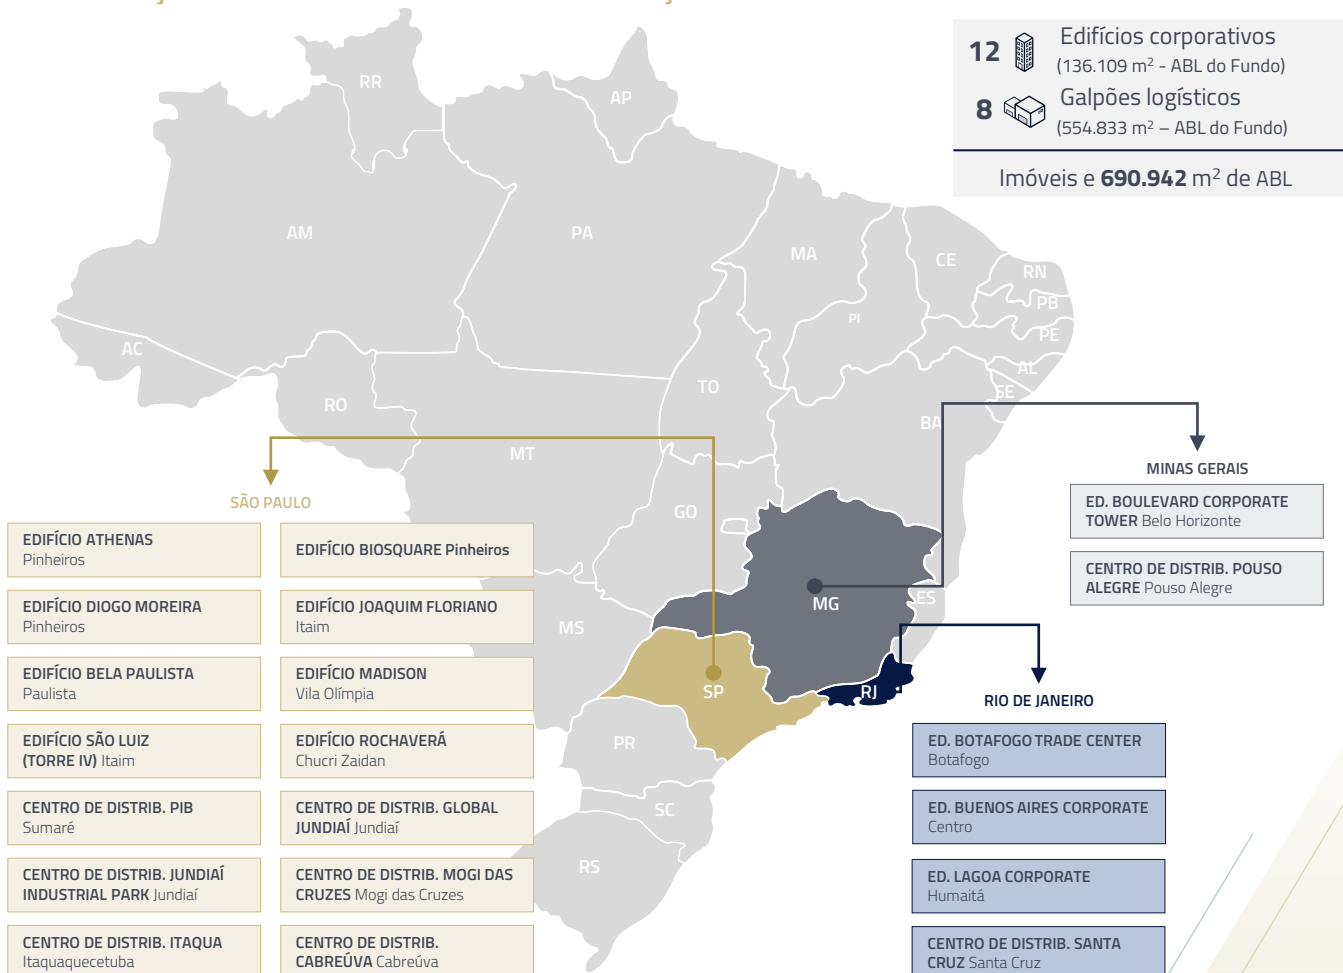 12
Edifícios corporativos
(136.109 m² - ABL do Fundo)
8
Galpões logísticos
(554.833 m² – ABL do Fundo)
Imóveis e 690.942 m² de ABL
RR
AP
AM
PA
MA
CE
RN
PB
PI
PE
AC
AL
TO
SE
RO
BA
MT
GO
MG
ES
MS
SP
RJ
PR
SC
RS
SÃO PAULO
EDIFÍCIO ATHENAS
Pinheiros
EDIFÍCIO BIOSQUARE Pinheiros
EDIFÍCIO DIOGO MOREIRA
Pinheiros
EDIFÍCIO JOAQUIM FLORIANO
Itaim
EDIFÍCIO BELA PAULISTA
Paulista
EDIFÍCIO MADISON
Vila Olímpia
EDIFÍCIO SÃO LUIZ
(TORRE IV) Itaim
EDIFÍCIO ROCHAVERÁ
Chucri Zaidan
CENTRO DE DISTRIB. PIB
Sumaré
CENTRO DE DISTRIB. GLOBAL
JUNDIAÍ Jundiaí
CENTRO DE DISTRIB. JUNDIAÍ
INDUSTRIAL PARK Jundiaí
CENTRO DE DISTRIB. MOGI DAS
CRUZES Mogi das Cruzes
CENTRO DE DISTRIB. ITAQUA
Itaquaquecetuba
CENTRO DE DISTRIB.
CABREÚVA Cabreúva
MINAS GERAIS
ED. BOULEVARD CORPORATE
TOWER Belo Horizonte
CENTRO DE DISTRIB. POUSO
ALEGRE Pouso Alegre
RIO DE JANEIRO
ED. BOTAFOGO TRADE CENTER
Botafogo
ED. BUENOS AIRES CORPORATE
Centro
ED. LAGOA CORPORATE
Humaitá
CENTRO DE DISTRIB. SANTA
CRUZ Santa Cruz